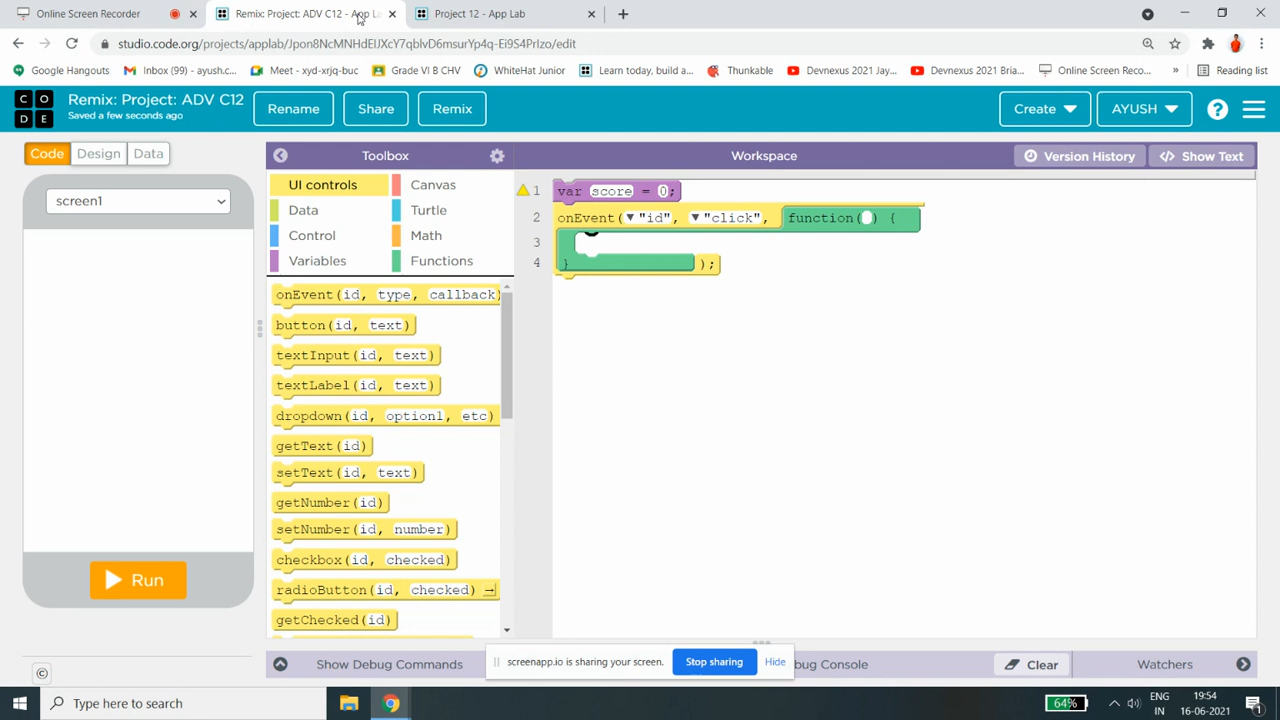 Online Screen Recorder
Remix: Project: ADV C12 - App La
Project 12 - App Lab
studio.code.org/projects/applab/Jpon8NcMNHdEIJXcY7qblvD6msurYp4q-Ei9S4PrIzo/edit
Google Hangouts
Inbox (99) - ayush.c...
Meet - xyd-xrjq-buc
Grade VI B CHV
WhiteHat Junior
Learn today, build a...
Thunkable
Devnexus 2021 Jay...
Devnexus 2021 Bria...
Online Screen Reco...
»
Reading list
CODE
Remix: Project: ADV C12
Saved a few seconds ago
Rename
Share
Remix
Create
AYUSH
?
Code
Design
Data
Toolbox
Workspace
Version History
</> Show Text
screen1
UI controls
Canvas
Data
Turtle
Control
Math
Variables
Functions
1 var score = 0;
2 onEvent( "id", "click", function( ) {
3
4 } );
onEvent(id, type, callback)
button(id, text)
textInput(id, text)
textLabel(id, text)
dropdown(id, option1, etc)
getText(id)
setText(id, text)
getNumber(id)
setNumber(id, number)
checkbox(id, checked)
radioButton(id, checked)
getChecked(id)
Run
©
Show Debug Commands
screenapp.io is sharing your screen.
Stop sharing
Hide
bug Console
Clear
Watchers
Type here to search
64%
ENG
IN
19:54
16-06-2021
1